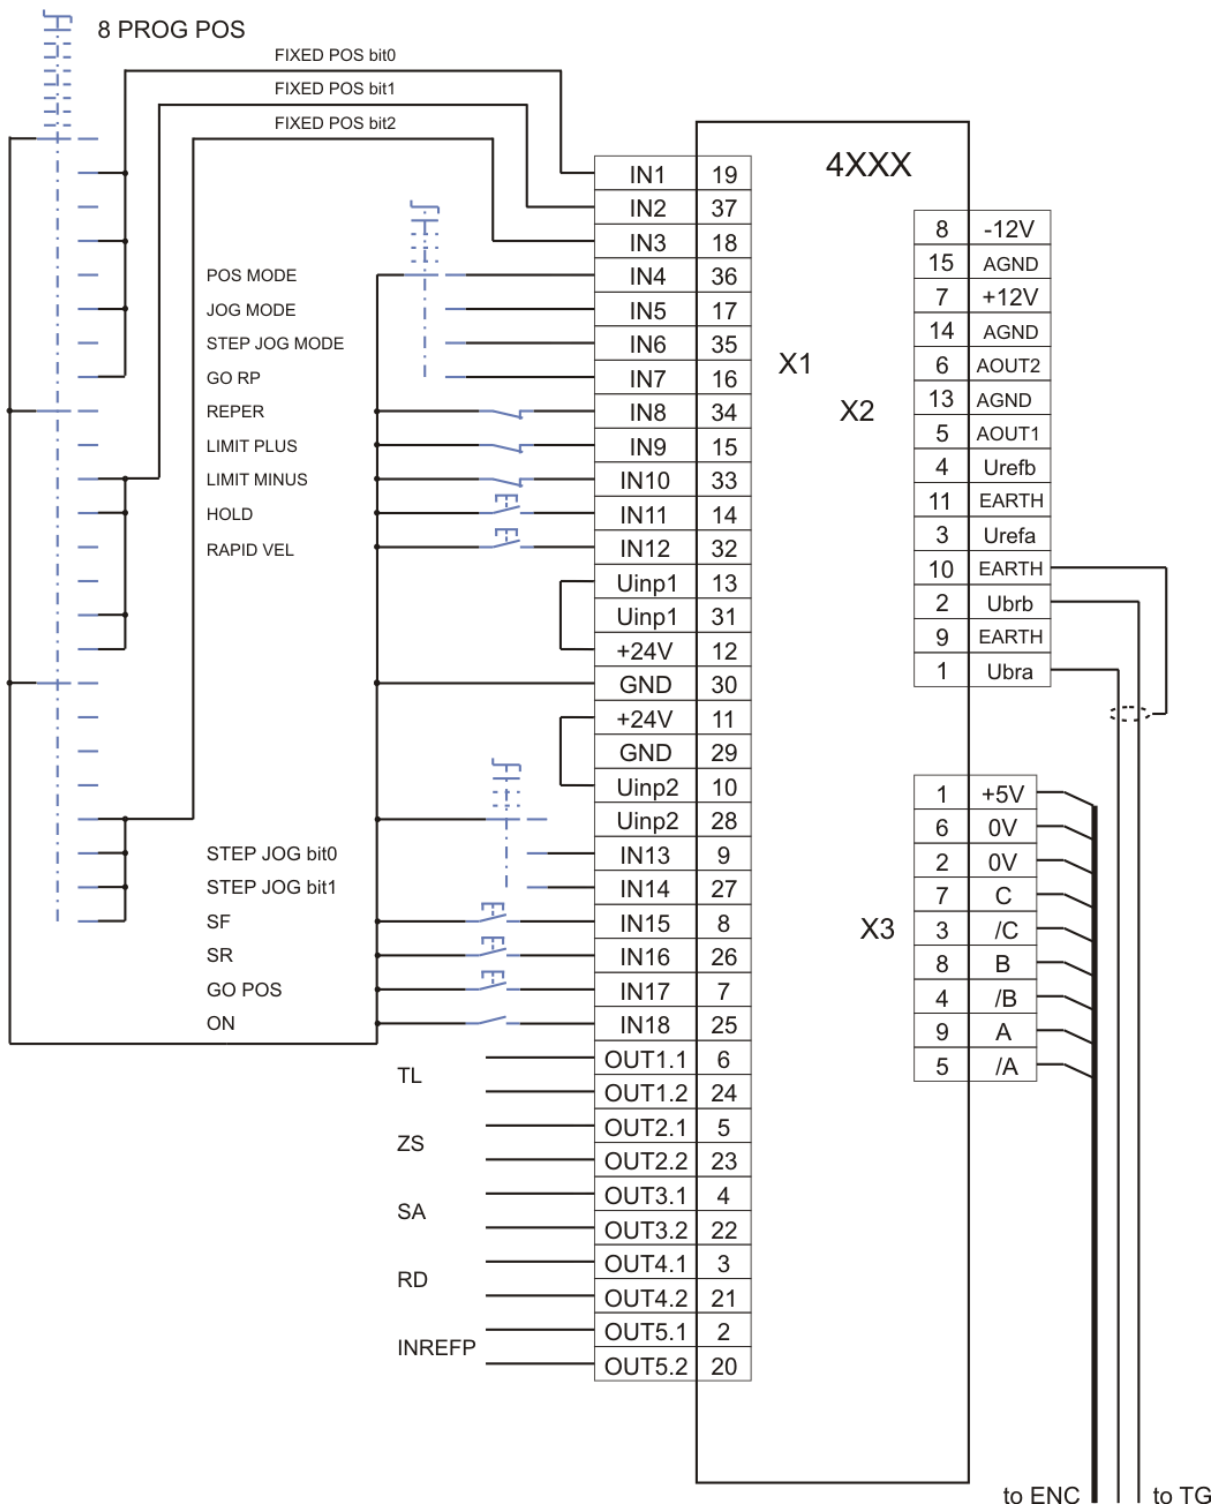 8 PROG POS
FIXED POS bit0
FIXED POS bit1
FIXED POS bit2
4XXX
X1
X2
X3
IN1 19
IN2 37
IN3 18
POS MODE IN4 36
JOG MODE IN5 17
STEP JOG MODE IN6 35
GO RP IN7 16
REPER IN8 34
LIMIT PLUS IN9 15
LIMIT MINUS IN10 33
HOLD IN11 14
RAPID VEL IN12 32
Uinp1 13
Uinp1 31
+24V 12
GND 30
+24V 11
GND 29
Uinp2 10
Uinp2 28
STEP JOG bit0 IN13 9
STEP JOG bit1 IN14 27
SF IN15 8
SR IN16 26
GO POS IN17 7
ON IN18 25
TL
OUT1.1 6
OUT1.2 24
ZS
OUT2.1 5
OUT2.2 23
SA
OUT3.1 4
OUT3.2 22
RD
OUT4.1 3
OUT4.2 21
INREFP
OUT5.1 2
OUT5.2 20
8 -12V
15 AGND
7 +12V
14 AGND
6 AOUT2
13 AGND
5 AOUT1
4 Urefb
11 EARTH
3 Urefa
10 EARTH
2 Ubrb
9 EARTH
1 Ubra
1 +5V
6 0V
2 0V
7 C
3 /C
8 B
4 /B
9 A
5 /A
to ENC
to TG